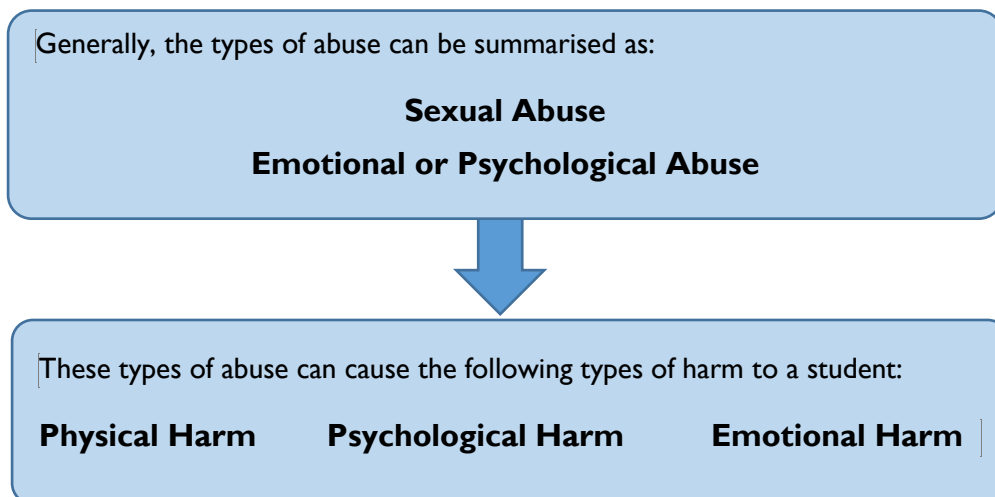 Generally, the types of abuse can be summarised as:
Sexual Abuse
Emotional or Psychological Abuse
These types of abuse can cause the following types of harm to a student:
Physical Harm Psychological Harm Emotional Harm